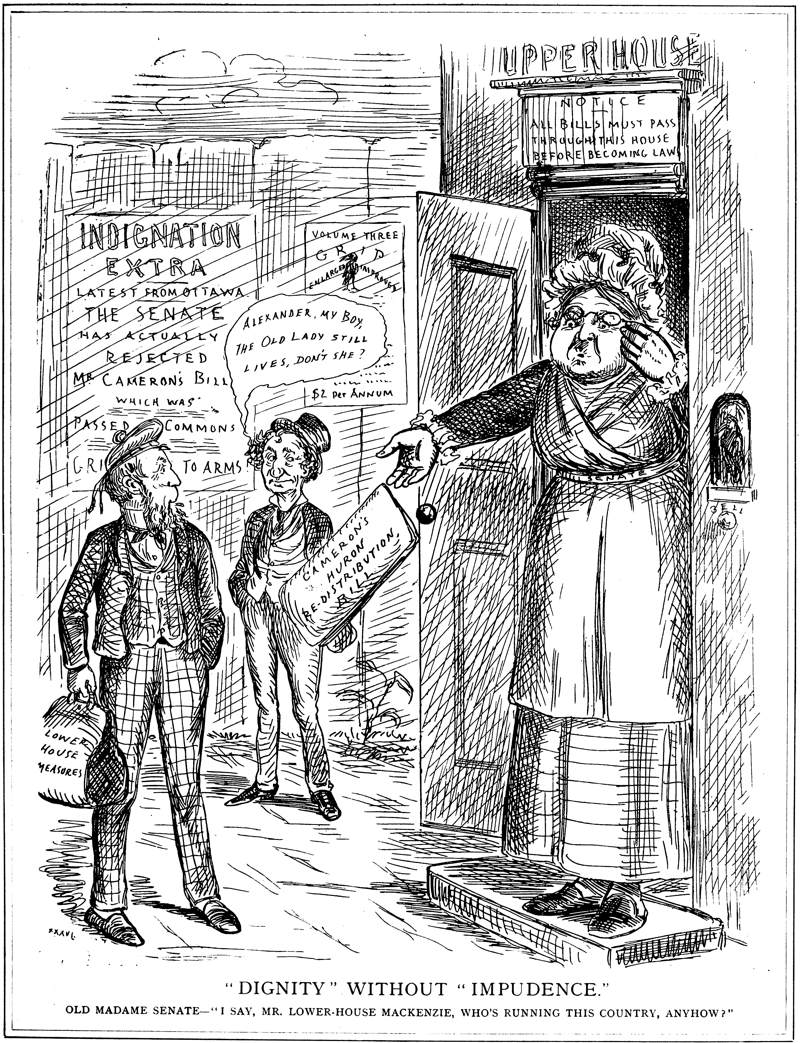 UPPER HOUSE
NOTICE
ALL BILLS MUST PASS
THROUGH THIS HOUSE
BEFORE BECOMING LAW
INDIGNATION
EXTRA
LATEST FROM OTTAWA
THE SENATE
HAS ACTUALLY
REJECTED
MR CAMERON'S BILL
WHICH WAS
PASSED COMMONS
GRI TO ARMS
VOLUME THREE
GRIP
ENLARGED IMPROVED
$2 Per ANNUM
ALEXANDER, MY BOY,
THE OLD LADY STILL
LIVES, DON'T SHE?
CAMERON'S
HURON
RE-DISTRIBUTION
BILL
SENATE
BELL
LOWER
HOUSE
MEASURES
"DIGNITY" WITHOUT "IMPUDENCE."
OLD MADAME SENATE—"I SAY, MR. LOWER-HOUSE MACKENZIE, WHO'S RUNNING THIS COUNTRY, ANYHOW?"